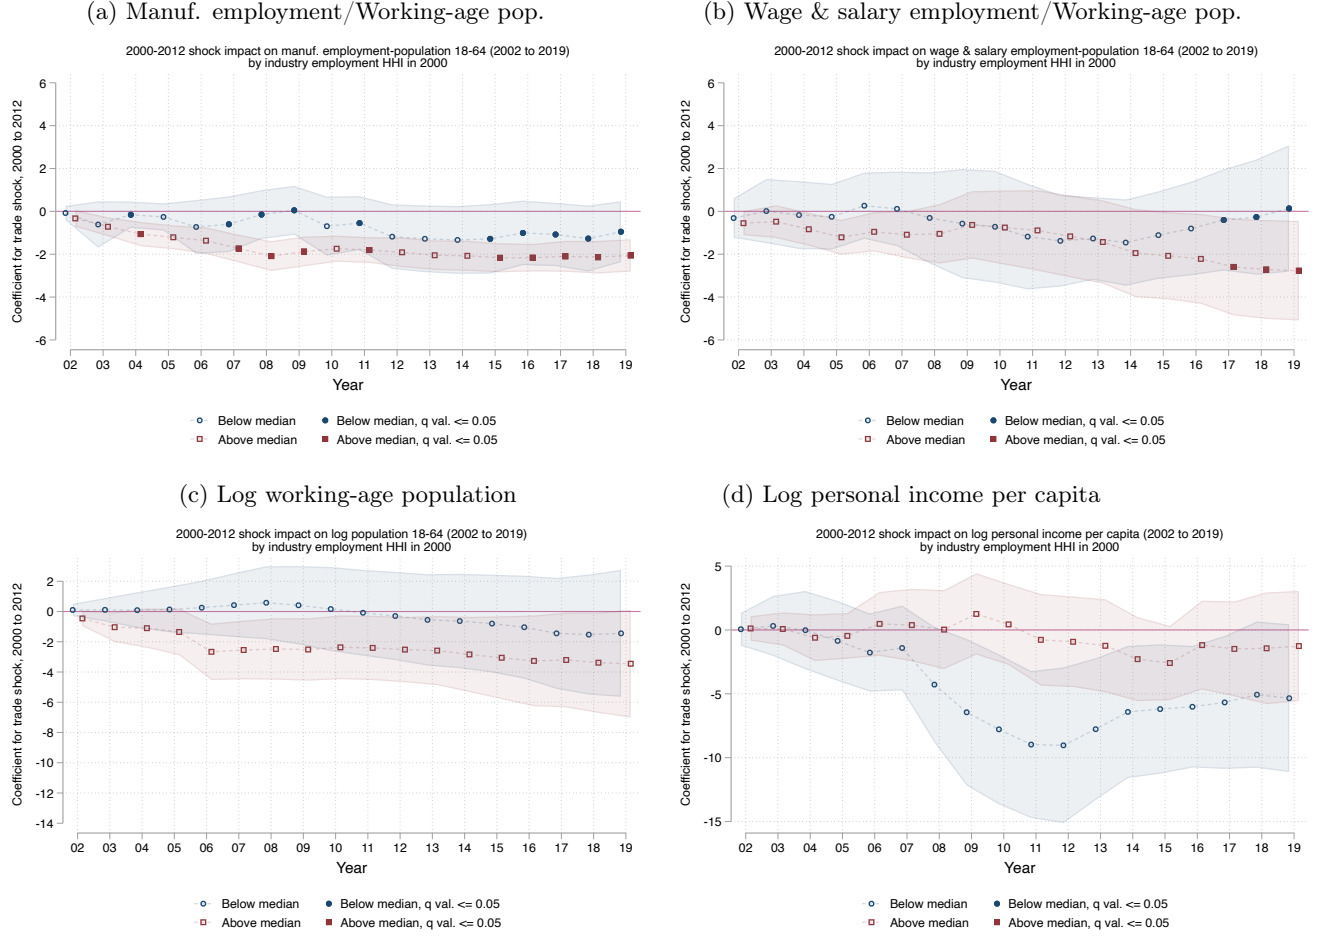 (a) Manuf. employment/Working-age pop.
2000-2012 shock impact on manuf. employment-population 18-64 (2002 to 2019)
by industry employment HHI in 2000
Coefficient for trade shock, 2000 to 2012
6
4
2
0
-2
-4
-6
02 03 04 05 06 07 08 09 10 11 12 13 14 15 16 17 18 19
Year
Below median
Below median, q val. <= 0.05
Above median
Above median, q val. <= 0.05
(b) Wage & salary employment/Working-age pop.
2000-2012 shock impact on wage & salary employment-population 18-64 (2002 to 2019)
by industry employment HHI in 2000
Coefficient for trade shock, 2000 to 2012
6
4
2
0
-2
-4
-6
02 03 04 05 06 07 08 09 10 11 12 13 14 15 16 17 18 19
Year
Below median
Below median, q val. <= 0.05
Above median
Above median, q val. <= 0.05
(c) Log working-age population
2000-2012 shock impact on log population 18-64 (2002 to 2019)
by industry employment HHI in 2000
Coefficient for trade shock, 2000 to 2012
2
0
-2
-4
-6
-8
-10
-12
-14
02 03 04 05 06 07 08 09 10 11 12 13 14 15 16 17 18 19
Year
Below median
Below median, q val. <= 0.05
Above median
Above median, q val. <= 0.05
(d) Log personal income per capita
2000-2012 shock impact on log personal income per capita (2002 to 2019)
by industry employment HHI in 2000
Coefficient for trade shock, 2000 to 2012
5
0
-5
-10
-15
02 03 04 05 06 07 08 09 10 11 12 13 14 15 16 17 18 19
Year
Below median
Below median, q val. <= 0.05
Above median
Above median, q val. <= 0.05